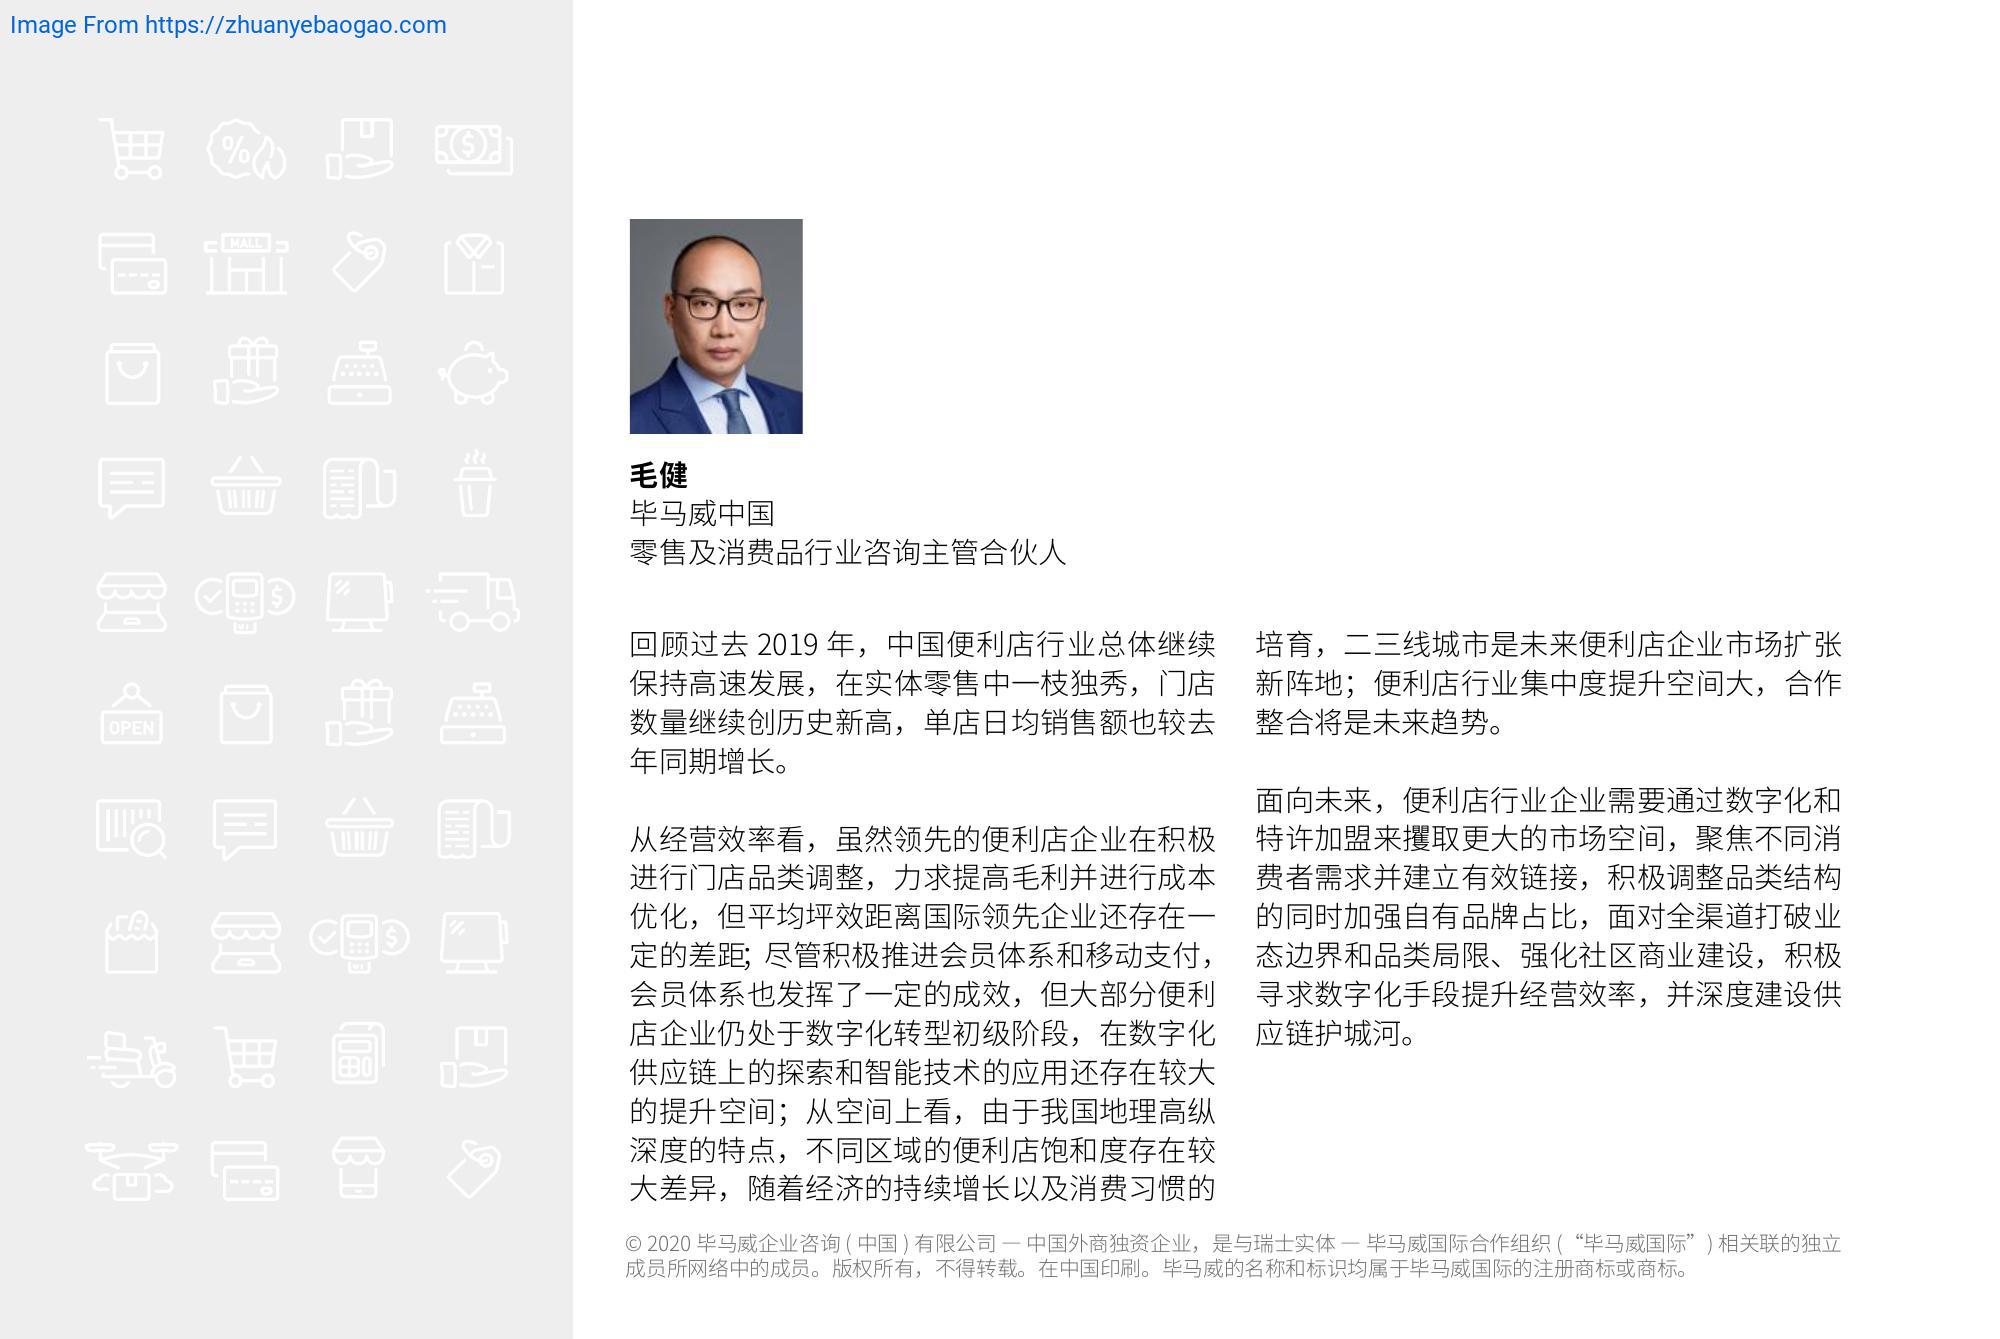 Image From https://zhuanyebaogao.com
MALL
OPEN
毛健
毕马威中国
零售及消费品行业咨询主管合伙人
回顾过去 2019 年，中国便利店行业总体继续
保持高速发展，在实体零售中一枝独秀，门店
数量继续创历史新高，单店日均销售额也较去
年同期增长。
从经营效率看，虽然领先的便利店企业在积极
进行门店品类调整，力求提高毛利并进行成本
优化，但平均坪效距离国际领先企业还存在一
定的差距；尽管积极推进会员体系和移动支付，
会员体系也发挥了一定的成效，但大部分便利
店企业仍处于数字化转型初级阶段，在数字化
供应链上的探索和智能技术的应用还存在较大
的提升空间；从空间上看，由于我国地理高纵
深度的特点，不同区域的便利店饱和度存在较
大差异，随着经济的持续增长以及消费习惯的
培育，二三线城市是未来便利店企业市场扩张
新阵地；便利店行业集中度提升空间大，合作
整合将是未来趋势。
面向未来，便利店行业企业需要通过数字化和
特许加盟来攫取更大的市场空间，聚焦不同消
费者需求并建立有效链接，积极调整品类结构
的同时加强自有品牌占比，面对全渠道打破业
态边界和品类局限、强化社区商业建设，积极
寻求数字化手段提升经营效率，并深度建设供
应链护城河。
© 2020 毕马威企业咨询 ( 中国 ) 有限公司 — 中国外商独资企业，是与瑞士实体 — 毕马威国际合作组织 (“毕马威国际”) 相关联的独立
成员所网络中的成员。版权所有，不得转载。在中国印刷。毕马威的名称和标识均属于毕马威国际的注册商标或商标。